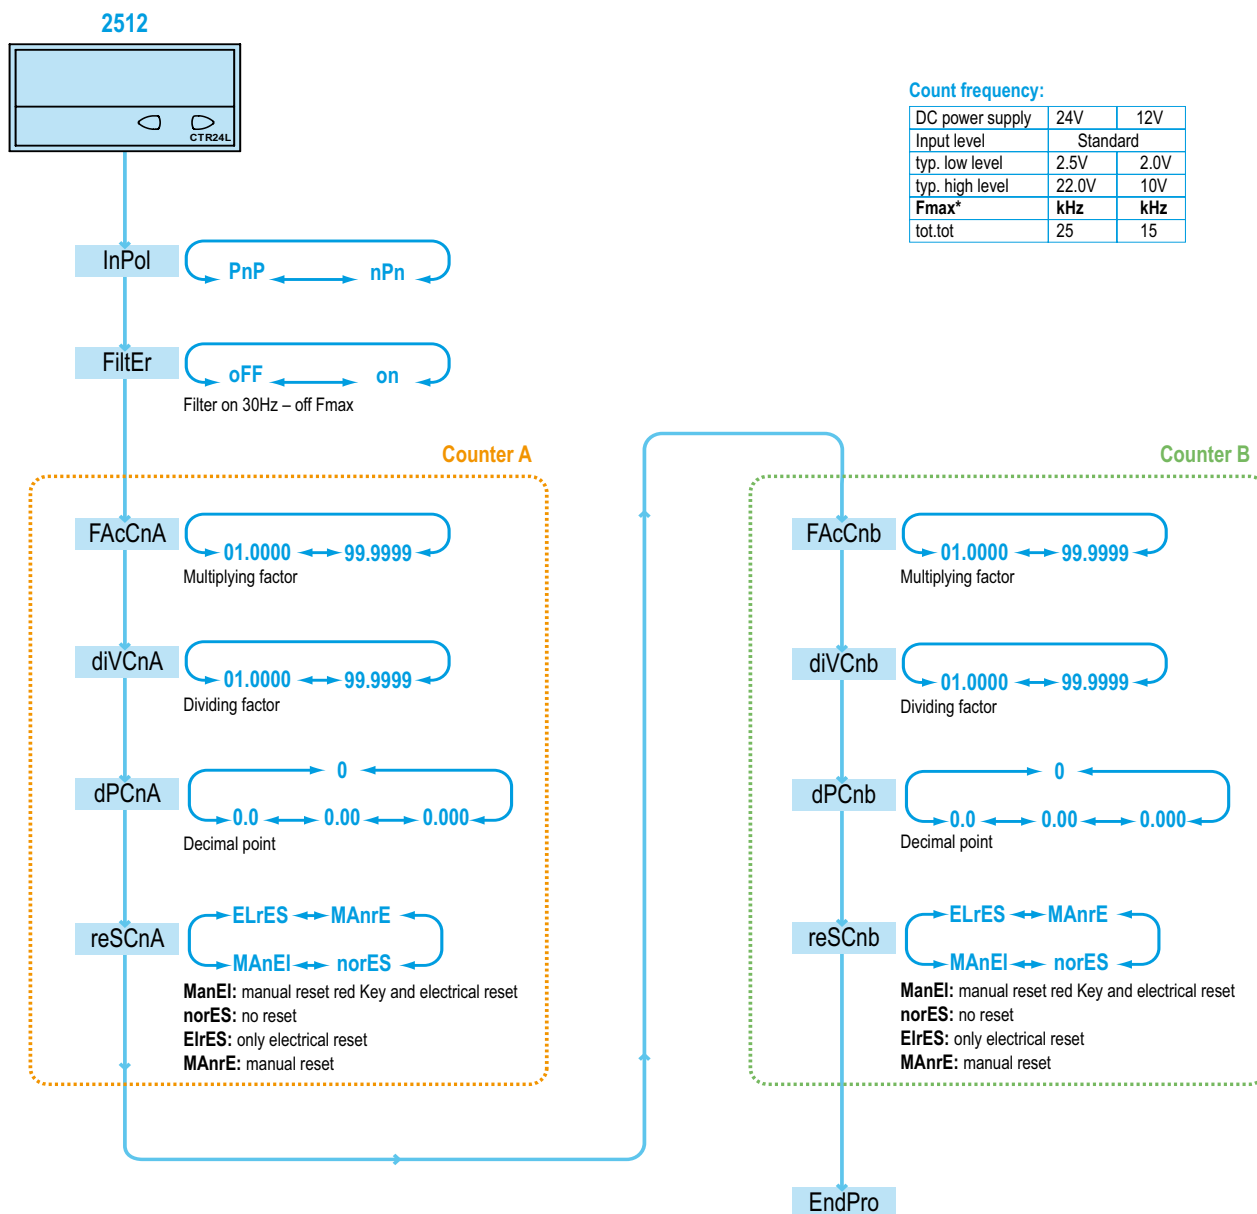 2512
CTR24L
Count frequency:
DC power supply 24V 12V
Input level Standard
typ. low level 2.5V 2.0V
typ. high level 22.0V 10V
Fmax* kHz kHz
tot.tot 25 15
InPol
PnP nPn
FiltEr
oFF on
Filter on 30Hz – off Fmax
Counter A
FAcCnA
01.0000 99.9999
Multiplying factor
diVCnA
01.0000 99.9999
Dividing factor
dPCnA
0
0.0 0.00 0.000
Decimal point
reSCnA
ELrES MAnrE
MAnEl norES
ManEl: manual reset red Key and electrical reset
norES: no reset
ElrES: only electrical reset
MAnrE: manual reset
Counter B
FAcCnb
01.0000 99.9999
Multiplying factor
diVCnb
01.0000 99.9999
Dividing factor
dPCnb
0
0.0 0.00 0.000
Decimal point
reSCnb
ELrES MAnrE
MAnEl norES
ManEl: manual reset red Key and electrical reset
norES: no reset
ElrES: only electrical reset
MAnrE: manual reset
EndPro